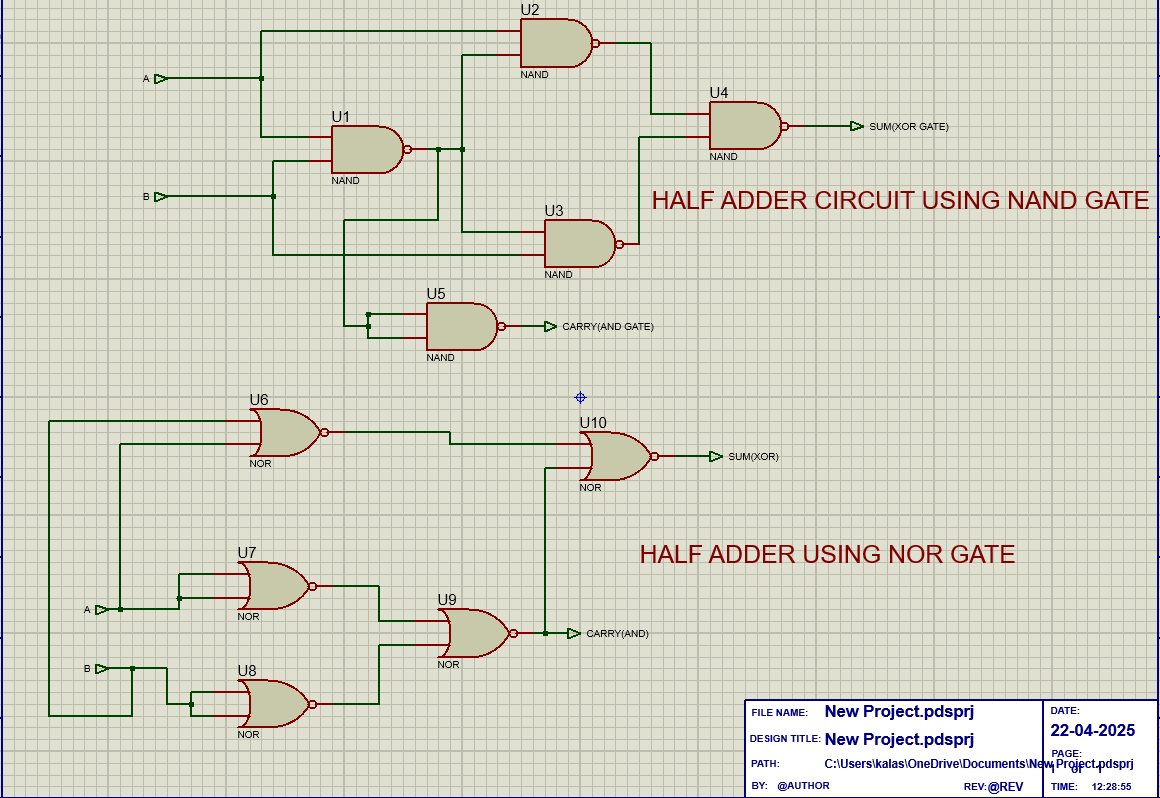 U2
NAND
A
U4
SUM(XOR GATE)
NAND
U1
NAND
B
HALF ADDER CIRCUIT USING NAND GATE
U3
NAND
U5
CARRY(AND GATE)
NAND
U6
NOR
U10
SUM(XOR)
NOR
HALF ADDER USING NOR GATE
U7
A
NOR
U9
CARRY(AND)
NOR
B
U8
NOR
FILE NAME: New Project.pdsprj
DATE:
22-04-2025
DESIGN TITLE: New Project.pdsprj
PAGE:
1 of 1
PATH: C:\Users\kalas\OneDrive\Documents\New Project.pdsprj
BY: @AUTHOR REV:@REV
TIME: 12:28:55